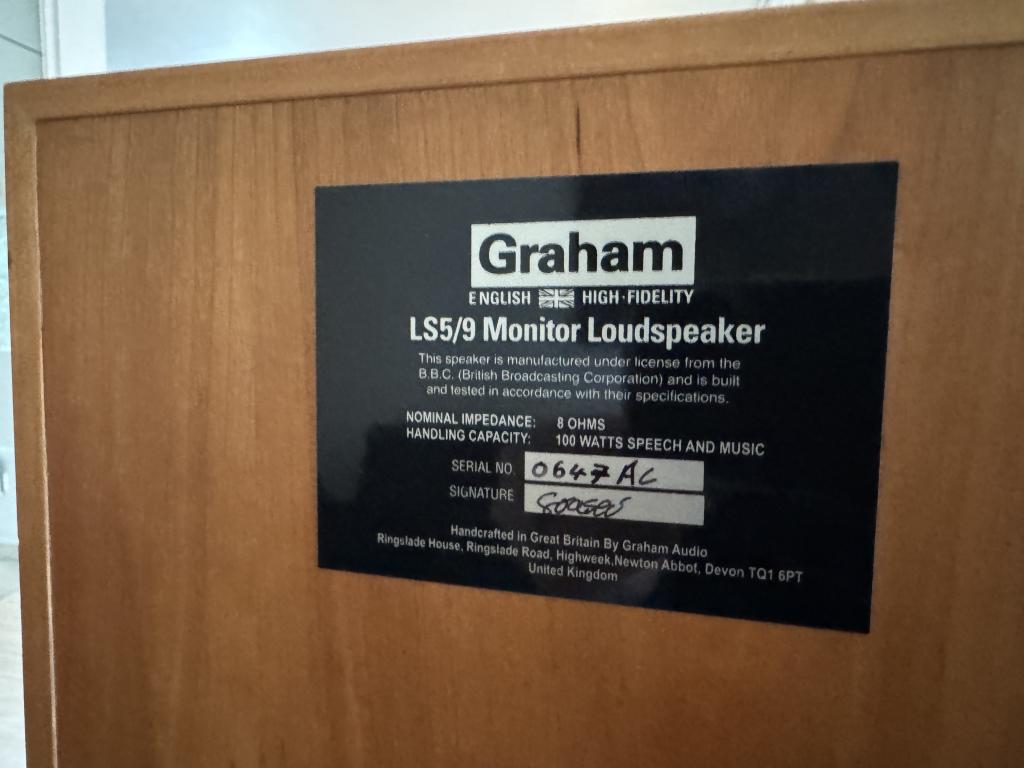 Graham
ENGLISH HIGH·FIDELITY
LS5/9 Monitor Loudspeaker
This speaker is manufactured under license from the
B.B.C. (British Broadcasting Corporation) and is built
and tested in accordance with their specifications.
NOMINAL IMPEDANCE: 8 OHMS
HANDLING CAPACITY: 100 WATTS SPEECH AND MUSIC
SERIAL NO. 0647AC
SIGNATURE
Handcrafted in Great Britain By Graham Audio
Ringslade House, Ringslade Road, Highweek,Newton Abbot, Devon TQ1 6PT
United Kingdom